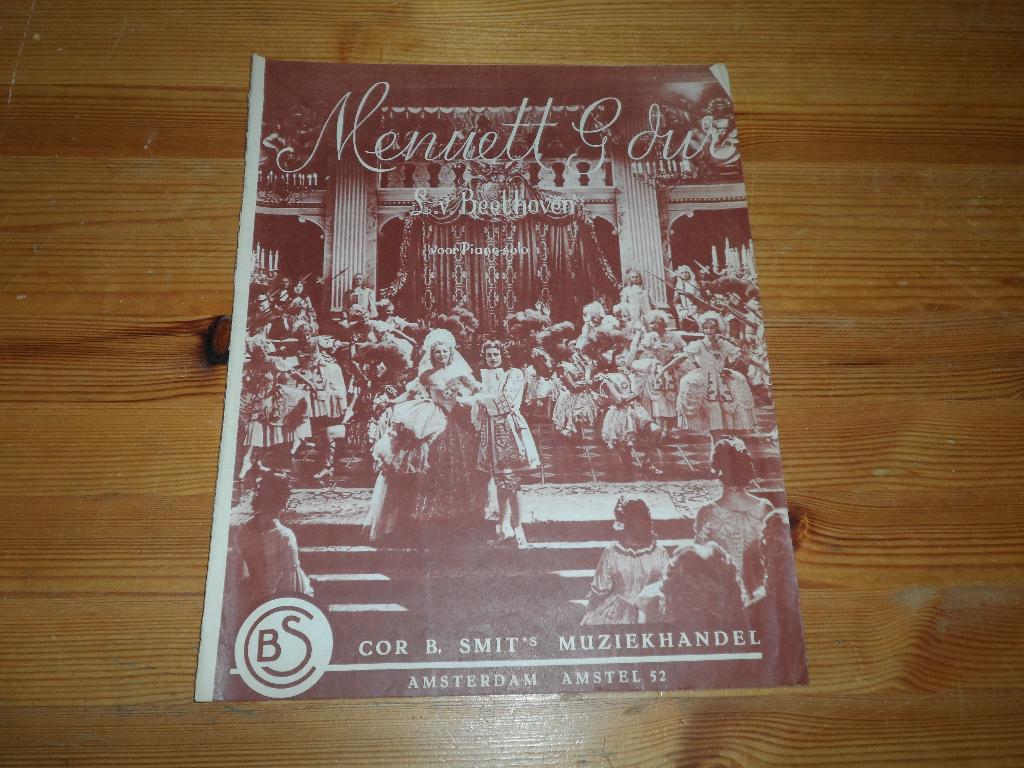 Menuett G dur
L. v. Beethoven
voor Piano-solo
CBS
COR B. SMIT's MUZIEKHANDEL
AMSTERDAM AMSTEL 52